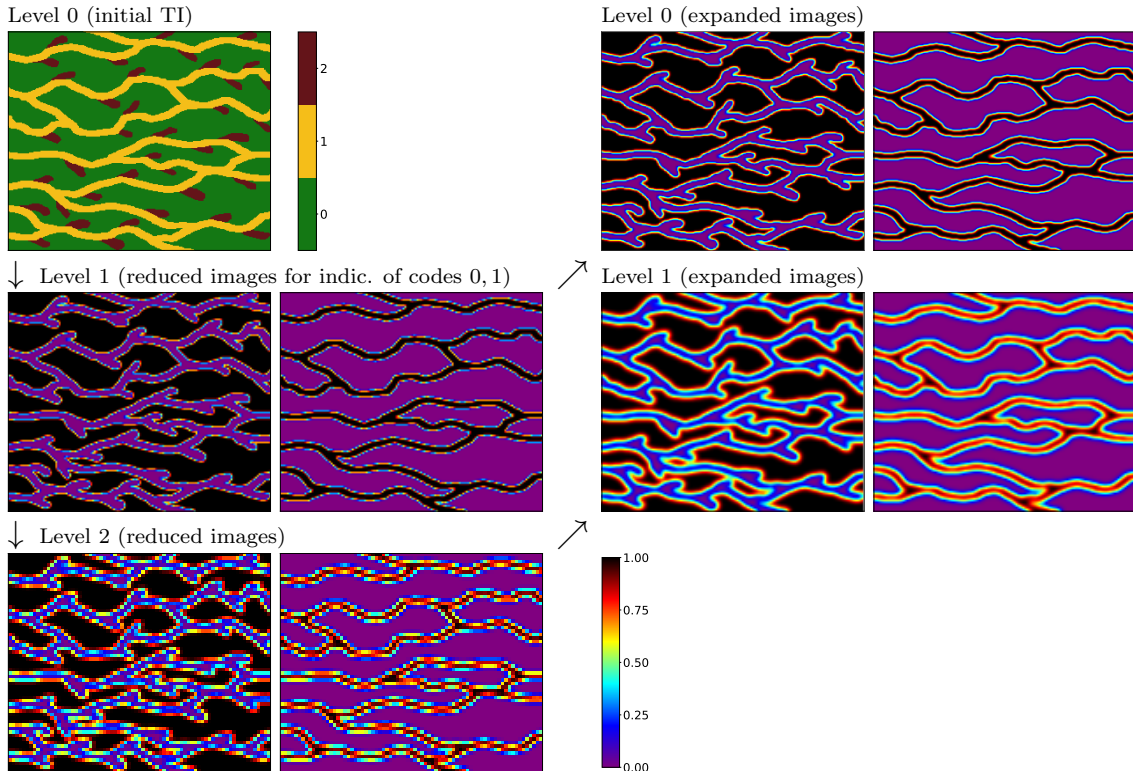 Level 0 (initial TI)
2
1
0
↓ Level 1 (reduced images for indic. of codes 0, 1) ↗
↓ Level 2 (reduced images) ↗
Level 0 (expanded images)
Level 1 (expanded images)
1.00
0.75
0.50
0.25
0.00